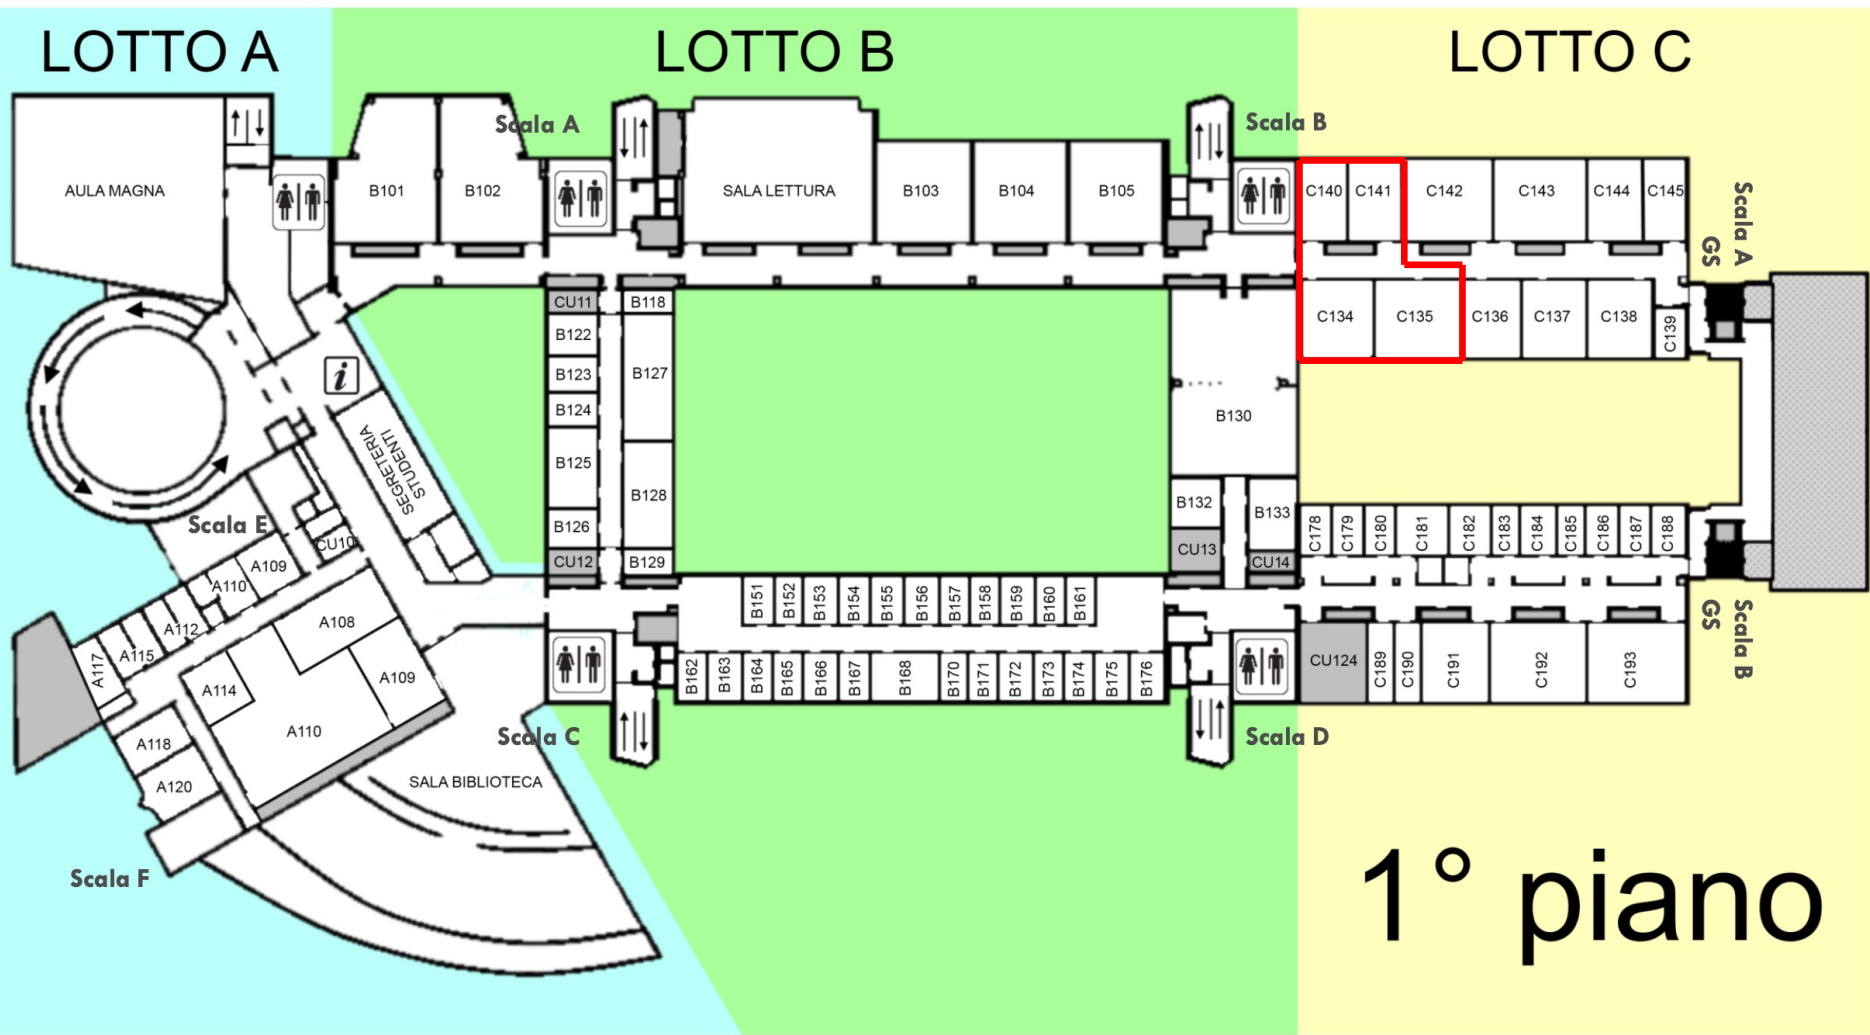 LOTTO A
LOTTO B
LOTTO C
AULA MAGNA
B101
B102
Scala A
SALA LETTURA
B103
B104
B105
Scala B
C140
C141
C142
C143
C144
C145
Scala A
GS
CU11
B118
B122
B123
B124
B125
B126
CU12
B127
B128
B129
B130
B132
B133
CU13
CU14
C134
C135
C136
C137
C138
C139
i
SEGRETERIA
STUDENTI
Scala E
CU10
A109
A110
A112
A115
A117
A108
A109
A114
A110
A118
A120
Scala F
SALA BIBLIOTECA
Scala C
B151
B152
B153
B154
B155
B156
B157
B158
B159
B160
B161
B162
B163
B164
B165
B166
B167
B168
B170
B171
B172
B173
B174
B175
B176
Scala D
C178
C179
C180
C181
C182
C183
C184
C185
C186
C187
C188
CU124
C189
C190
C191
C192
C193
Scala B
GS
1° piano